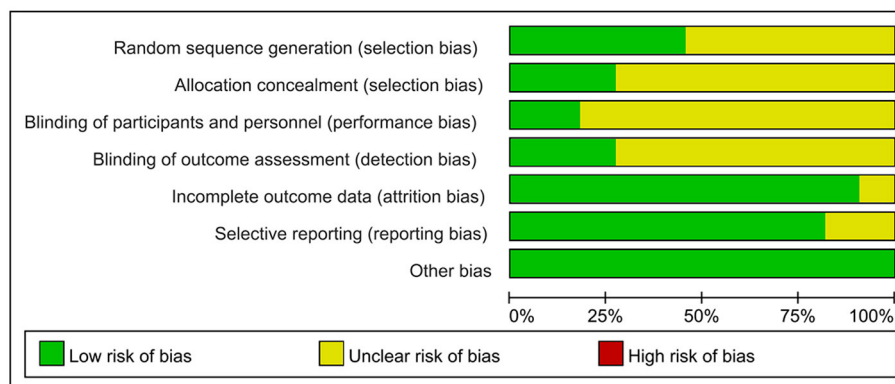 Random sequence generation (selection bias)
Allocation concealment (selection bias)
Blinding of participants and personnel (performance bias)
Blinding of outcome assessment (detection bias)
Incomplete outcome data (attrition bias)
Selective reporting (reporting bias)
Other bias
0% 25% 50% 75% 100%
Low risk of bias Unclear risk of bias High risk of bias